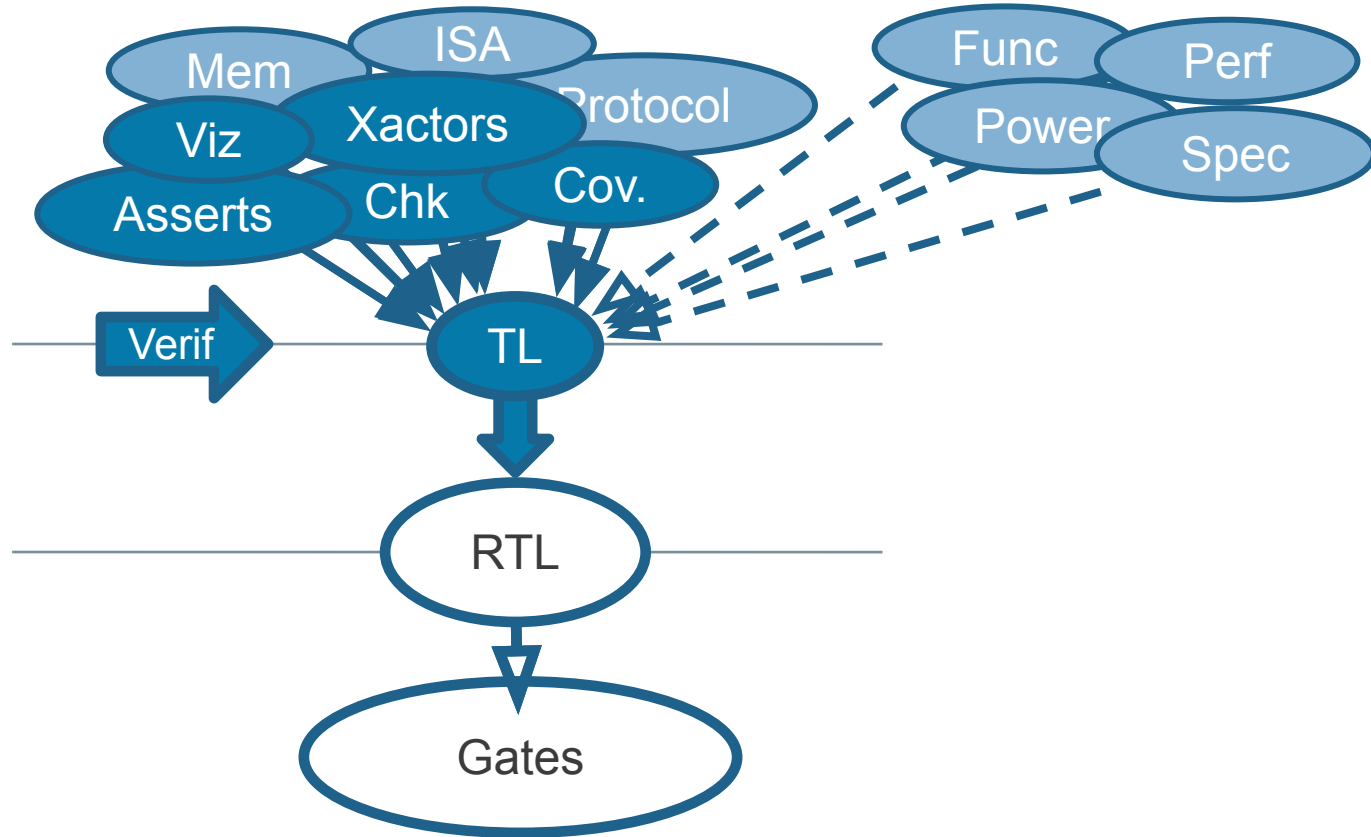 ISA
Mem
Xactors
Protocol
Viz
Chk
Cov.
Asserts
Func
Perf
Power
Spec
Verif
TL
RTL
Gates